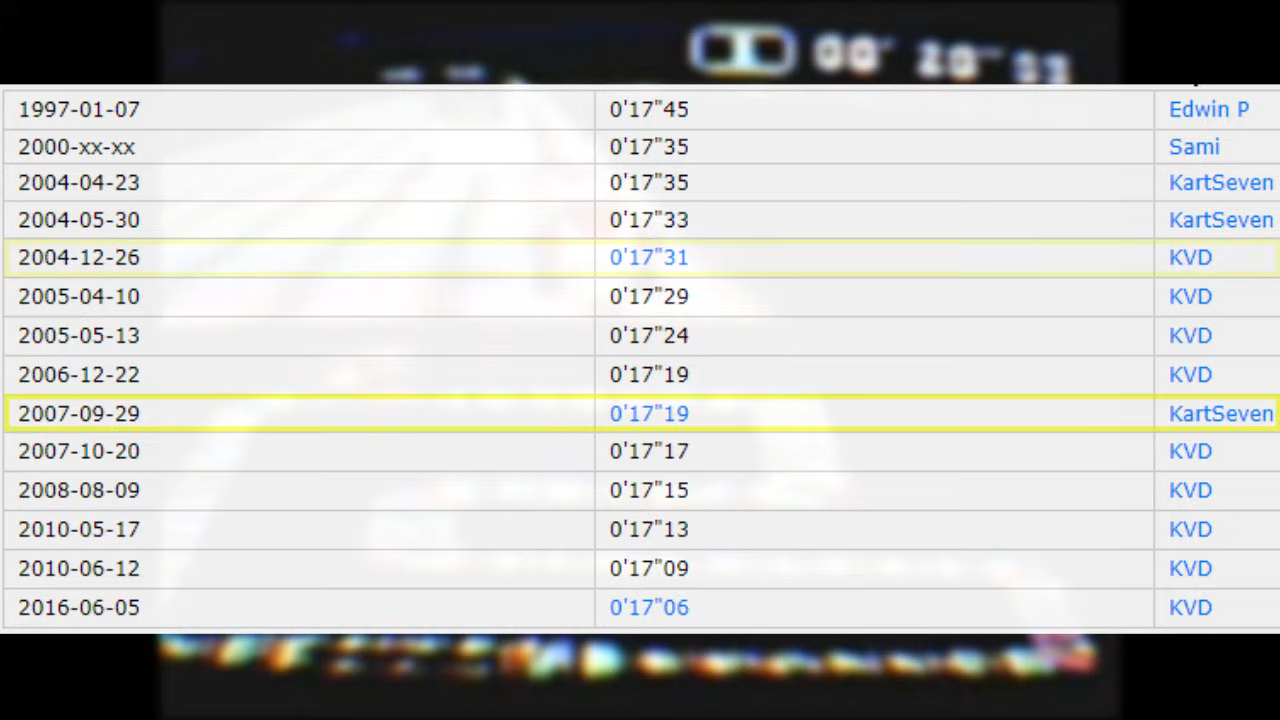 00' 20" 53
1997-01-07 0'17"45 Edwin P
2000-xx-xx 0'17"35 Sami
2004-04-23 0'17"35 KartSeven
2004-05-30 0'17"33 KartSeven
2004-12-26 0'17"31 KVD
2005-04-10 0'17"29 KVD
2005-05-13 0'17"24 KVD
2006-12-22 0'17"19 KVD
2007-09-29 0'17"19 KartSeven
2007-10-20 0'17"17 KVD
2008-08-09 0'17"15 KVD
2010-05-17 0'17"13 KVD
2010-06-12 0'17"09 KVD
2016-06-05 0'17"06 KVD